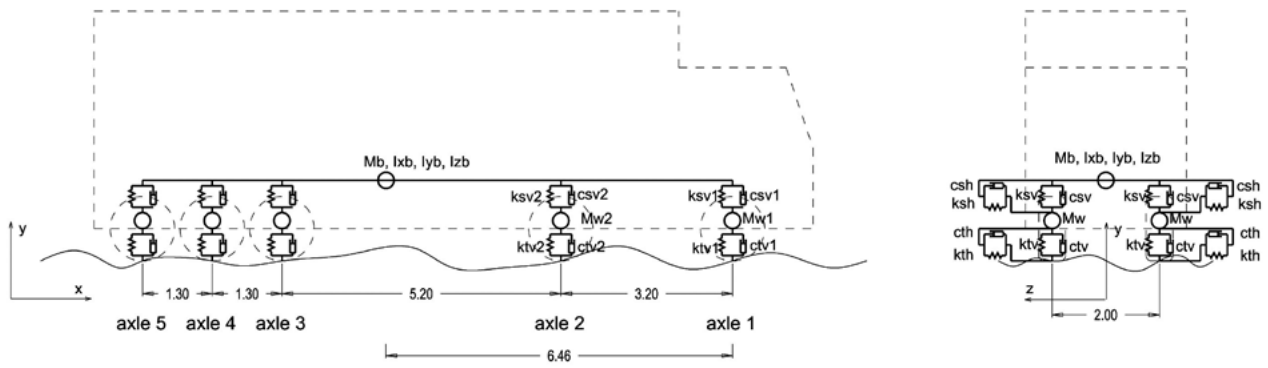 Mb, Ixb, Iyb, Izb
ksv2 csv2
ksv1 csv1
Mw2
Mw1
ktv2 ctv2
ktv1 ctv1
y
x
1.30 1.30 5.20 3.20
axle 5 axle 4 axle 3 axle 2 axle 1
6.46
Mb, Ixb, Iyb, Izb
csh ksv csv ksv csv csh
ksh Mw Mw ksh
cth ktv ctv y ktv ctv cth
kth kth
z
2.00